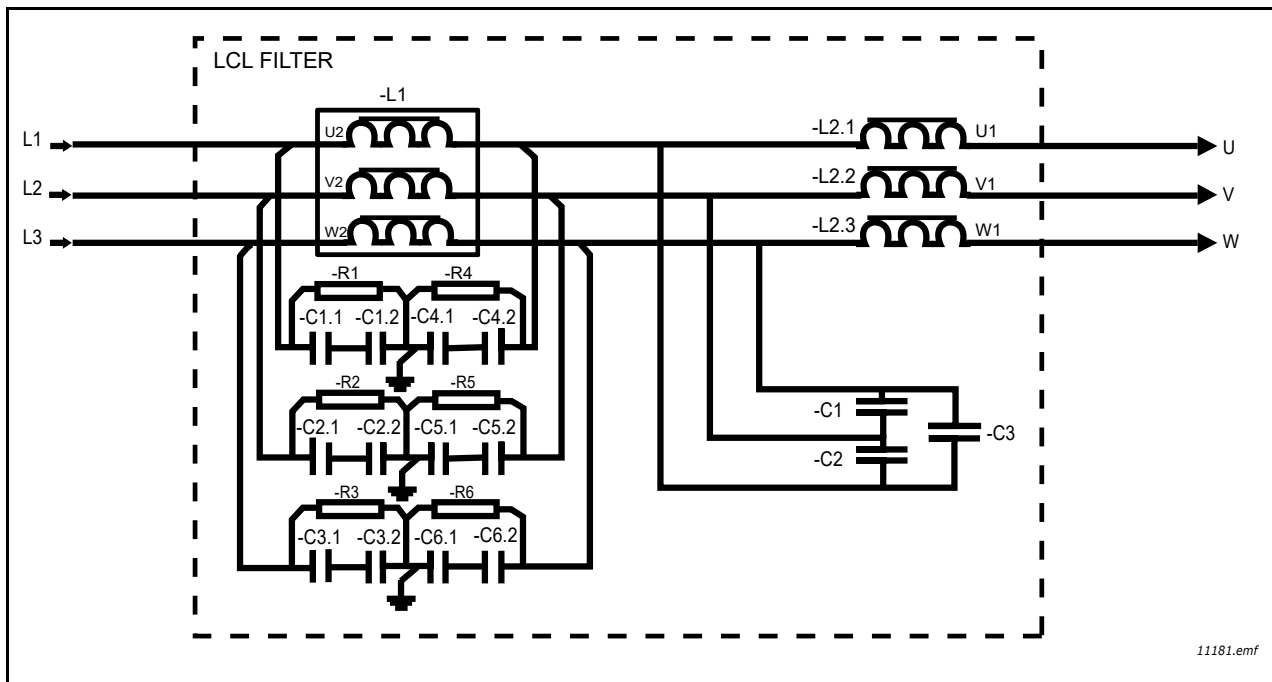 LCL FILTER
-L1
L1
U2
-L2.1
U1
U
L2
V2
-L2.2
V1
V
L3
W2
-L2.3
W1
W
-R1
-R4
-C1.1
-C1.2
-C4.1
-C4.2
-R2
-R5
-C2.1
-C2.2
-C5.1
-C5.2
-C1
-C3
-C2
-R3
-R6
-C3.1
-C3.2
-C6.1
-C6.2
11181.emf